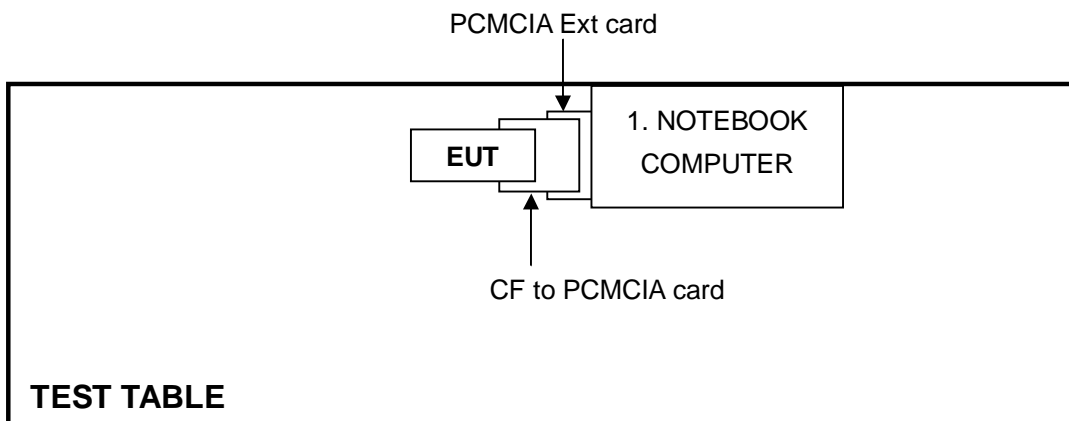 PCMCIA Ext card
1. NOTEBOOK
COMPUTER
EUT
CF to PCMCIA card
TEST TABLE